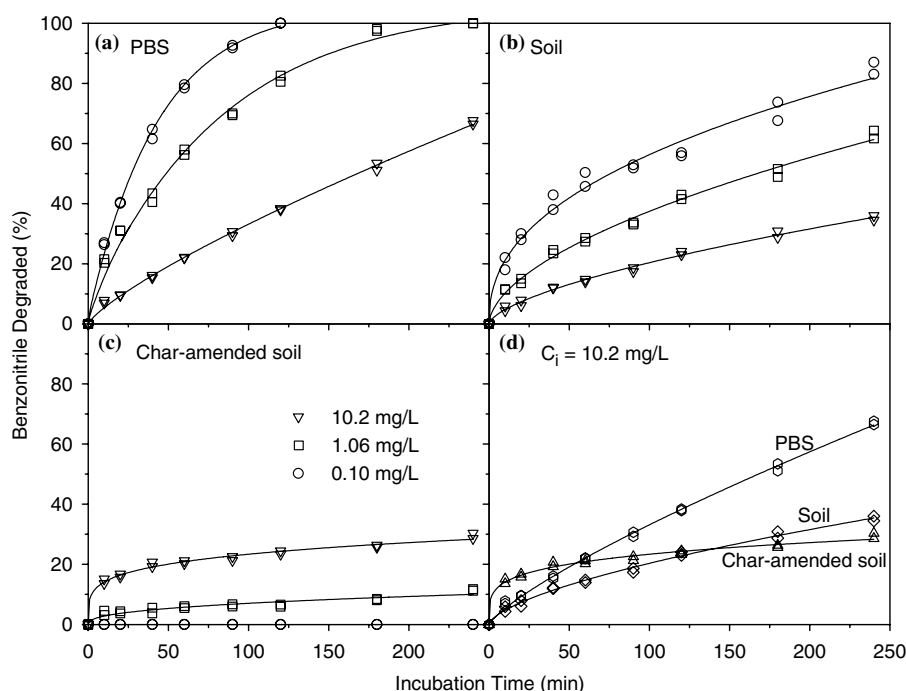 Benzonitrile Degraded (%)
100
80
60
40
20
0
(a) PBS
(b) Soil
80
60
40
20
0
(c) Char-amended soil
10.2 mg/L
1.06 mg/L
0.10 mg/L
(d) Cᵢ = 10.2 mg/L
PBS
Soil
Char-amended soil
0 50 100 150 200 0 50 100 150 200 250
Incubation Time (min)